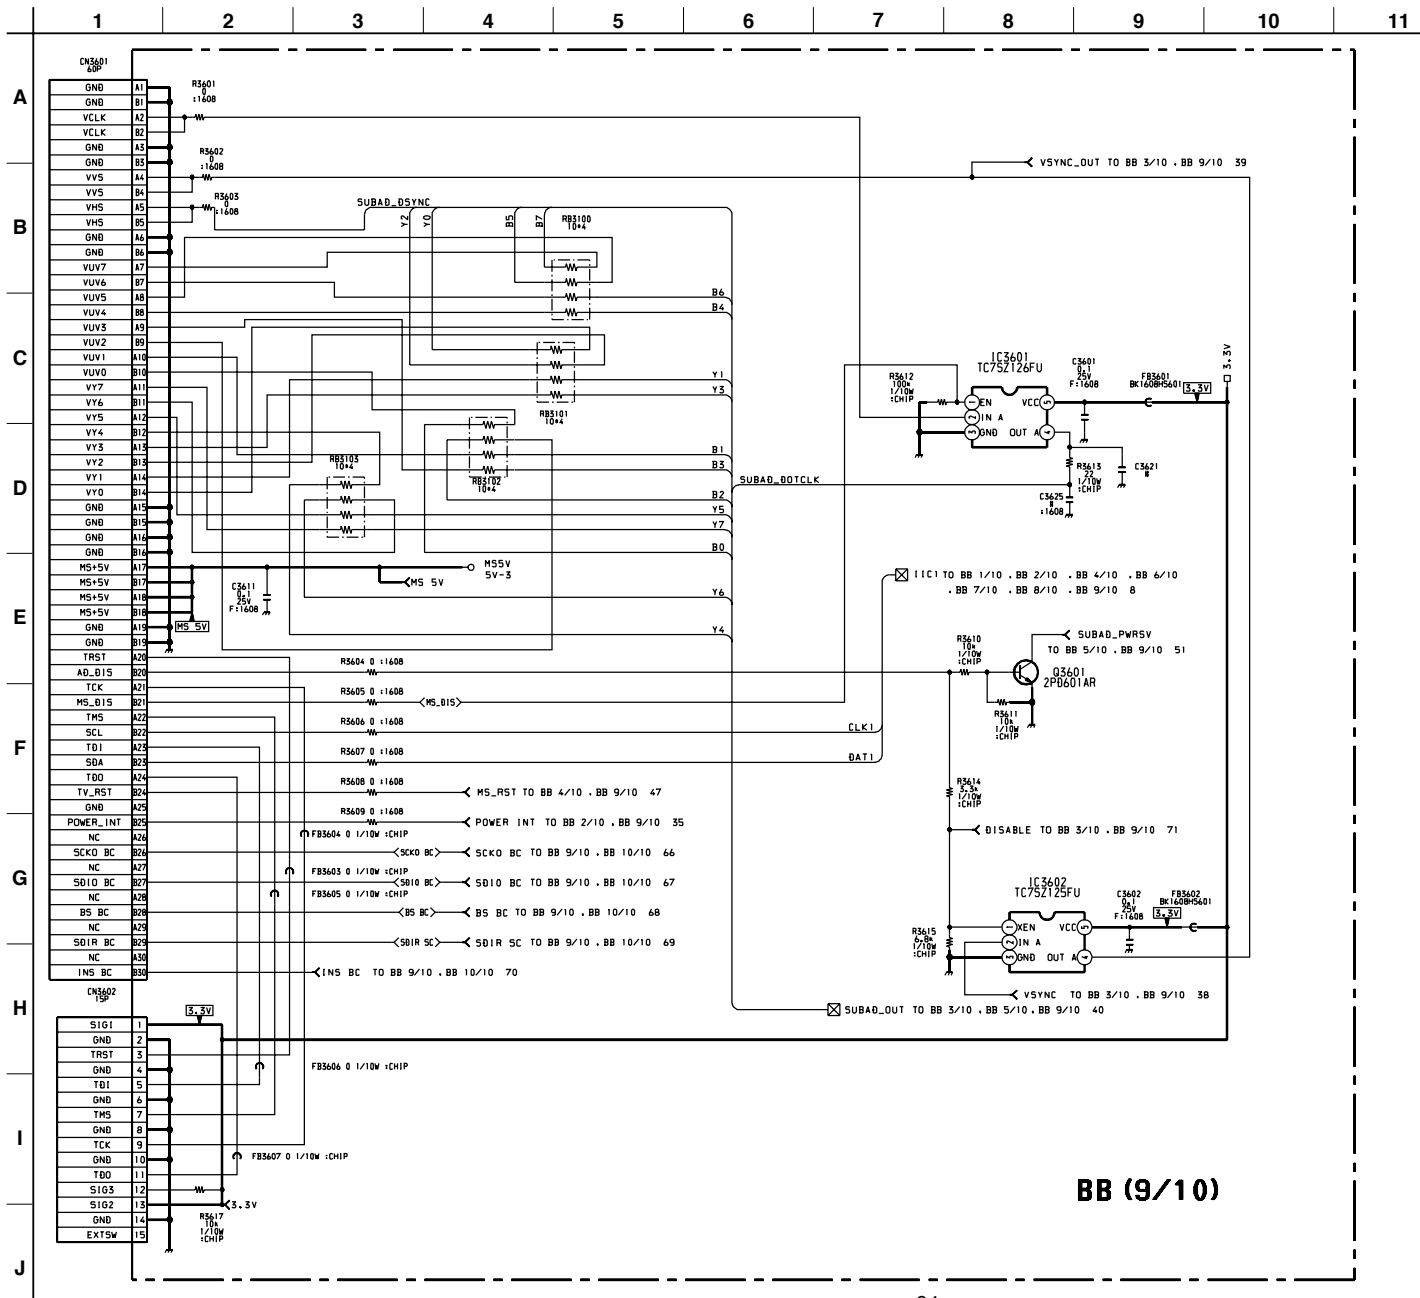 1 2 3 4 5 6 7 8 9 10 11
A
B
C
D
E
F
G
H
I
J
CN3601
60P
GND A1
GND B1
VCLK A2
VCLK B2
GND A3
GND B3
VVS A4
VVS B4
VHS A5
VHS B5
GND A6
GND B6
VUV7 A7
VUV6 B7
VUV5 A8
VUV4 B8
VUV3 A9
VUV2 B9
VUV1 A10
VUV0 B10
VY7 A11
VY6 B11
VY5 A12
VY4 B12
VY3 A13
VY2 B13
VY1 A14
VY0 B14
GND A15
GND B15
GND A16
GND B16
MS+5V A17
MS+5V B17
MS+5V A18
MS+5V B18
GND A19
GND B19
TRST A20
AD_DIS B20
TCK A21
MS_DIS B21
TMS A22
SCL B22
TDI A23
SDA B23
TDO A24
TV_RST B24
GND A25
POWER_INT B25
NC A26
SCKO BC B26
NC A27
SDIO BC B27
NC A28
BS BC B28
NC A29
SDIR BC B29
NC A30
INS BC B30
CN3602
15P
SIG1 1
GND 2
TRST 3
GND 4
TDI 5
GND 6
TMS 7
GND 8
TCK 9
GND 10
TDO 11
SIG3 12
SIG2 13
GND 14
EXTSW 15
R3601
0
:1608
R3602
0
:1608
R3603
0
:1608
SUBAD_DSYNC
Y2
Y0
B5
B7
RB3100
10*4
RB3101
10*4
RB3102
10*4
RB3103
10*4
B6
B4
Y1
Y3
B1
B3
B2
Y5
Y7
B0
Y6
Y4
SUBAD_DOTCLK
VSYNC_OUT TO BB 3/10 . BB 9/10 39
IC3601
TC7SZ126FU
1 EN
2 IN A
3 GND
VCC 5
OUT A 4
R3612
100k
1/10W
:CHIP
C3601
0.1
25V
F:1608
FB3601
BK1608HS601
3.3V
3.3V
R3613
22
1/10W
:CHIP
C3621
C3625
:1608
C3611
0.1
25V
F:1608
MS 5V
MS5V
5V-3
MS 5V
IIC1 TO BB 1/10 . BB 2/10 . BB 4/10 . BB 6/10
. BB 7/10 . BB 8/10 . BB 9/10 8
SUBAD_PWRSV
TO BB 5/10 . BB 9/10 51
R3610
10k
1/10W
:CHIP
Q3601
2PD601AR
R3611
10k
1/10W
:CHIP
R3604 0 :1608
R3605 0 :1608
MS_DIS
R3606 0 :1608
CLK1
R3607 0 :1608
DAT1
R3608 0 :1608
MS_RST TO BB 4/10 . BB 9/10 47
R3609 0 :1608
POWER INT TO BB 2/10 . BB 9/10 35
FB3604 0 1/10W :CHIP
SCKO BC
SCKO BC TO BB 9/10 . BB 10/10 66
FB3603 0 1/10W :CHIP
SDIO BC
SDIO BC TO BB 9/10 . BB 10/10 67
FB3605 0 1/10W :CHIP
BS BC
BS BC TO BB 9/10 . BB 10/10 68
SDIR SC
SDIR SC TO BB 9/10 . BB 10/10 69
INS BC TO BB 9/10 . BB 10/10 70
R3614
3.3k
1/10W
:CHIP
DISABLE TO BB 3/10 . BB 9/10 71
IC3602
TC7SZ125FU
1 XEN
2 IN A
3 GND
VCC 5
OUT A 4
C3602
0.1
25V
F:1608
FB3602
BK1608HS601
3.3V
R3615
6.8k
1/10W
:CHIP
VSYNC TO BB 3/10 . BB 9/10 38
SUBAD_OUT TO BB 3/10 . BB 5/10 . BB 9/10 40
3.3V
FB3606 0 1/10W :CHIP
FB3607 0 1/10W :CHIP
3.3V
R3617
10k
1/10W
:CHIP
BB (9/10)